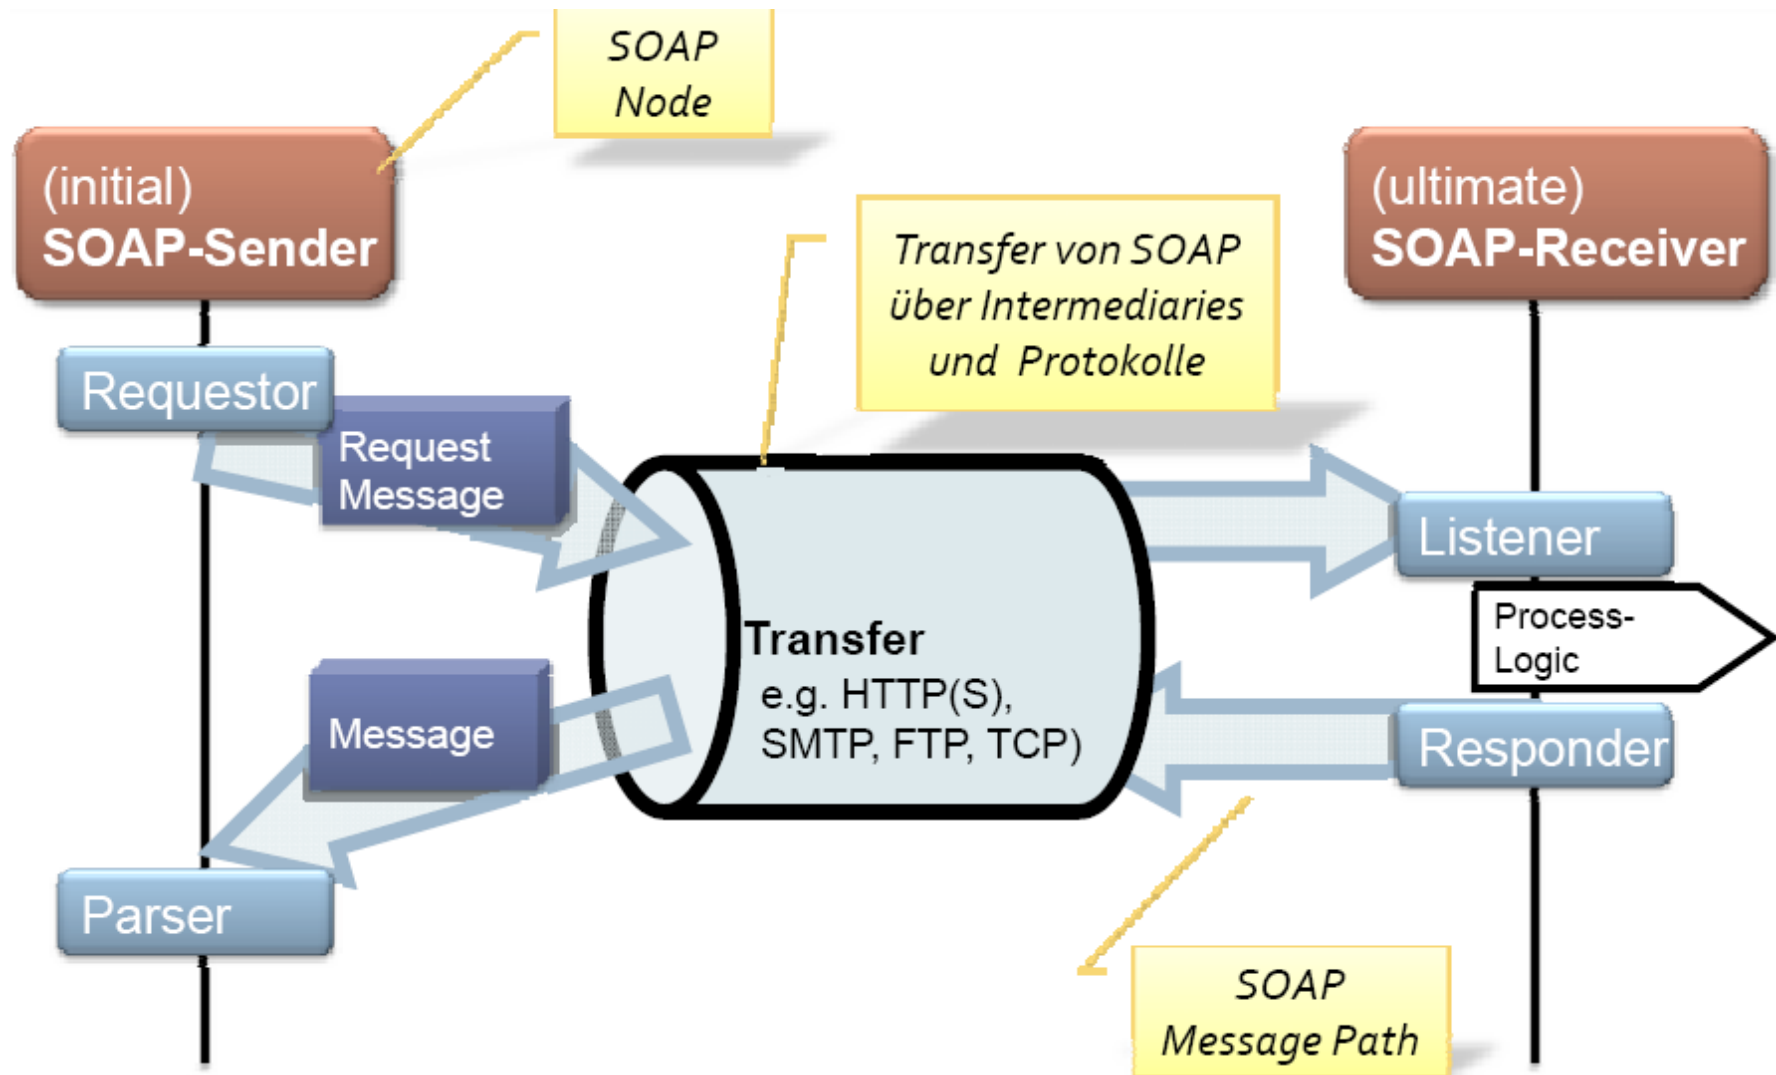 SOAP
Node
(initial)
SOAP-Sender
(ultimate)
SOAP-Receiver
Transfer von SOAP
über Intermediaries
und Protokolle
Requestor
Request
Message
Listener
Process-
Logic
Transfer
e.g. HTTP(S),
SMTP, FTP, TCP)
Message
Responder
Parser
SOAP
Message Path